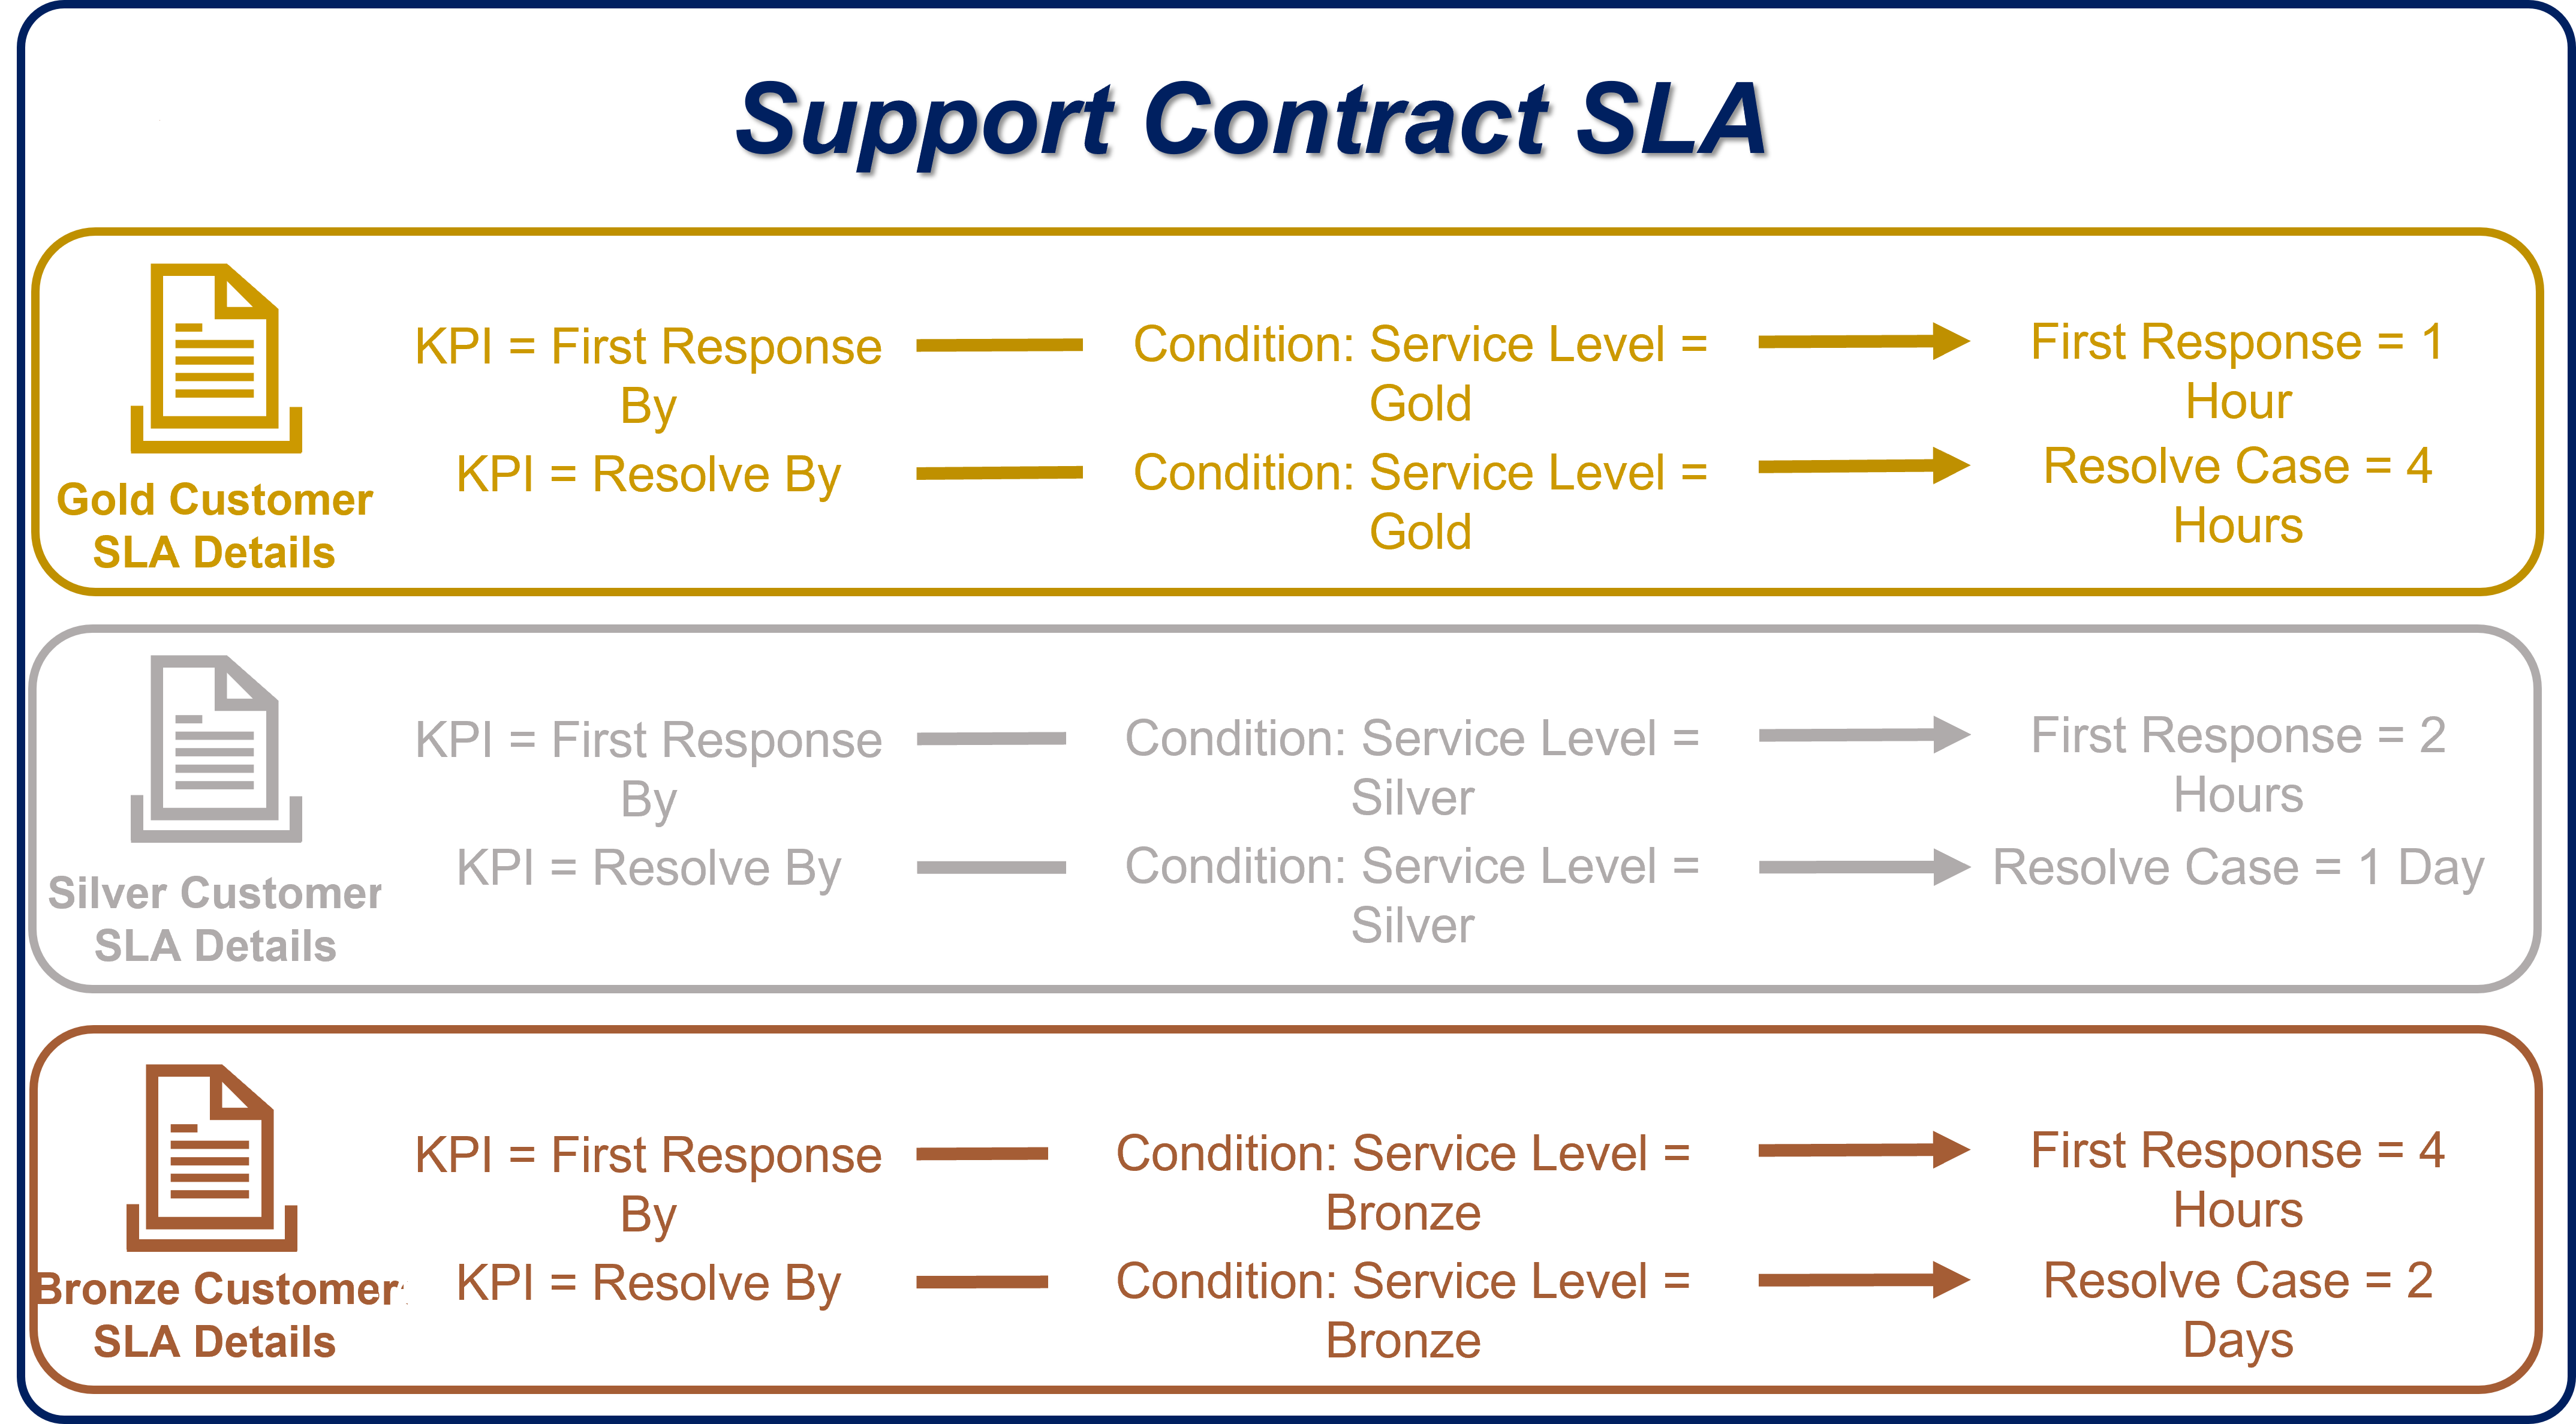 Support Contract SLA
KPI = First Response
By
Condition: Service Level =
Gold
First Response = 1
Hour
KPI = Resolve By
Condition: Service Level =
Gold
Resolve Case = 4
Hours
Gold Customer
SLA Details
KPI = First Response
By
Condition: Service Level =
Silver
First Response = 2
Hours
KPI = Resolve By
Condition: Service Level =
Silver
Resolve Case = 1 Day
Silver Customer
SLA Details
KPI = First Response
By
Condition: Service Level =
Bronze
First Response = 4
Hours
KPI = Resolve By
Condition: Service Level =
Bronze
Resolve Case = 2
Days
Bronze Customer
SLA Details